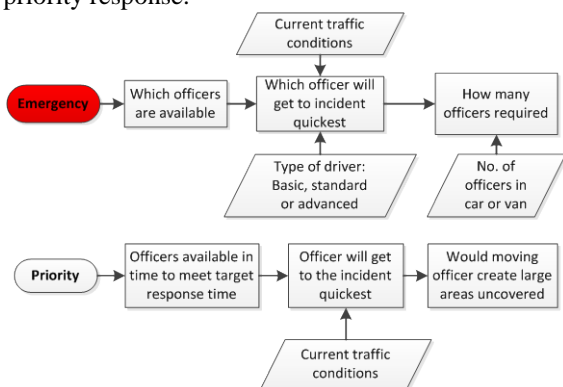 priority response.
Current traffic
conditions
Emergency
Which officers
are available
Which officer will
get to incident
quickest
How many
officers required
Type of driver:
Basic, standard
or advanced
No. of
officers in
car or van
Priority
Officers available in
time to meet target
response time
Officer will get
to the incident
quickest
Would moving
officer create large
areas uncovered
Current traffic
conditions